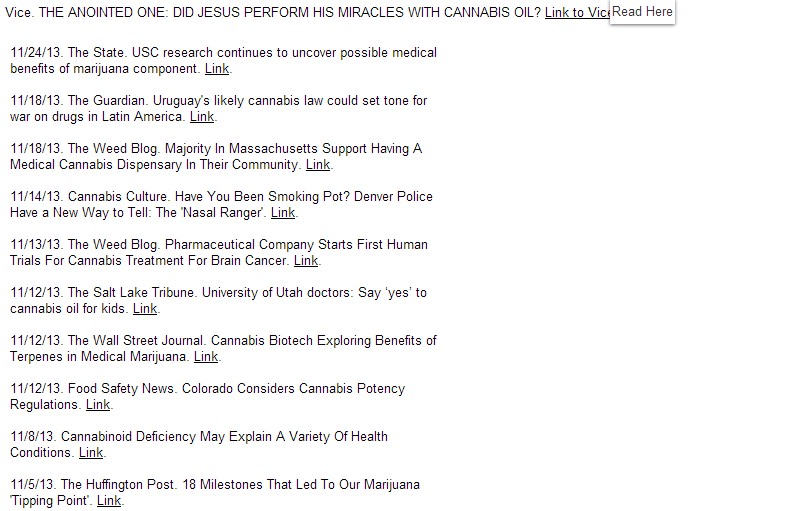 Vice. THE ANOINTED ONE: DID JESUS PERFORM HIS MIRACLES WITH CANNABIS OIL? Link to Vice Read Here
11/24/13. The State. USC research continues to uncover possible medical
benefits of marijuana component. Link.
11/18/13. The Guardian. Uruguay's likely cannabis law could set tone for
war on drugs in Latin America. Link.
11/18/13. The Weed Blog. Majority In Massachusetts Support Having A
Medical Cannabis Dispensary In Their Community. Link.
11/14/13. Cannabis Culture. Have You Been Smoking Pot? Denver Police
Have a New Way to Tell: The 'Nasal Ranger'. Link.
11/13/13. The Weed Blog. Pharmaceutical Company Starts First Human
Trials For Cannabis Treatment For Brain Cancer. Link.
11/12/13. The Salt Lake Tribune. University of Utah doctors: Say ‘yes’ to
cannabis oil for kids. Link.
11/12/13. The Wall Street Journal. Cannabis Biotech Exploring Benefits of
Terpenes in Medical Marijuana. Link.
11/12/13. Food Safety News. Colorado Considers Cannabis Potency
Regulations. Link.
11/8/13. Cannabinoid Deficiency May Explain A Variety Of Health
Conditions. Link.
11/5/13. The Huffington Post. 18 Milestones That Led To Our Marijuana
'Tipping Point'. Link.